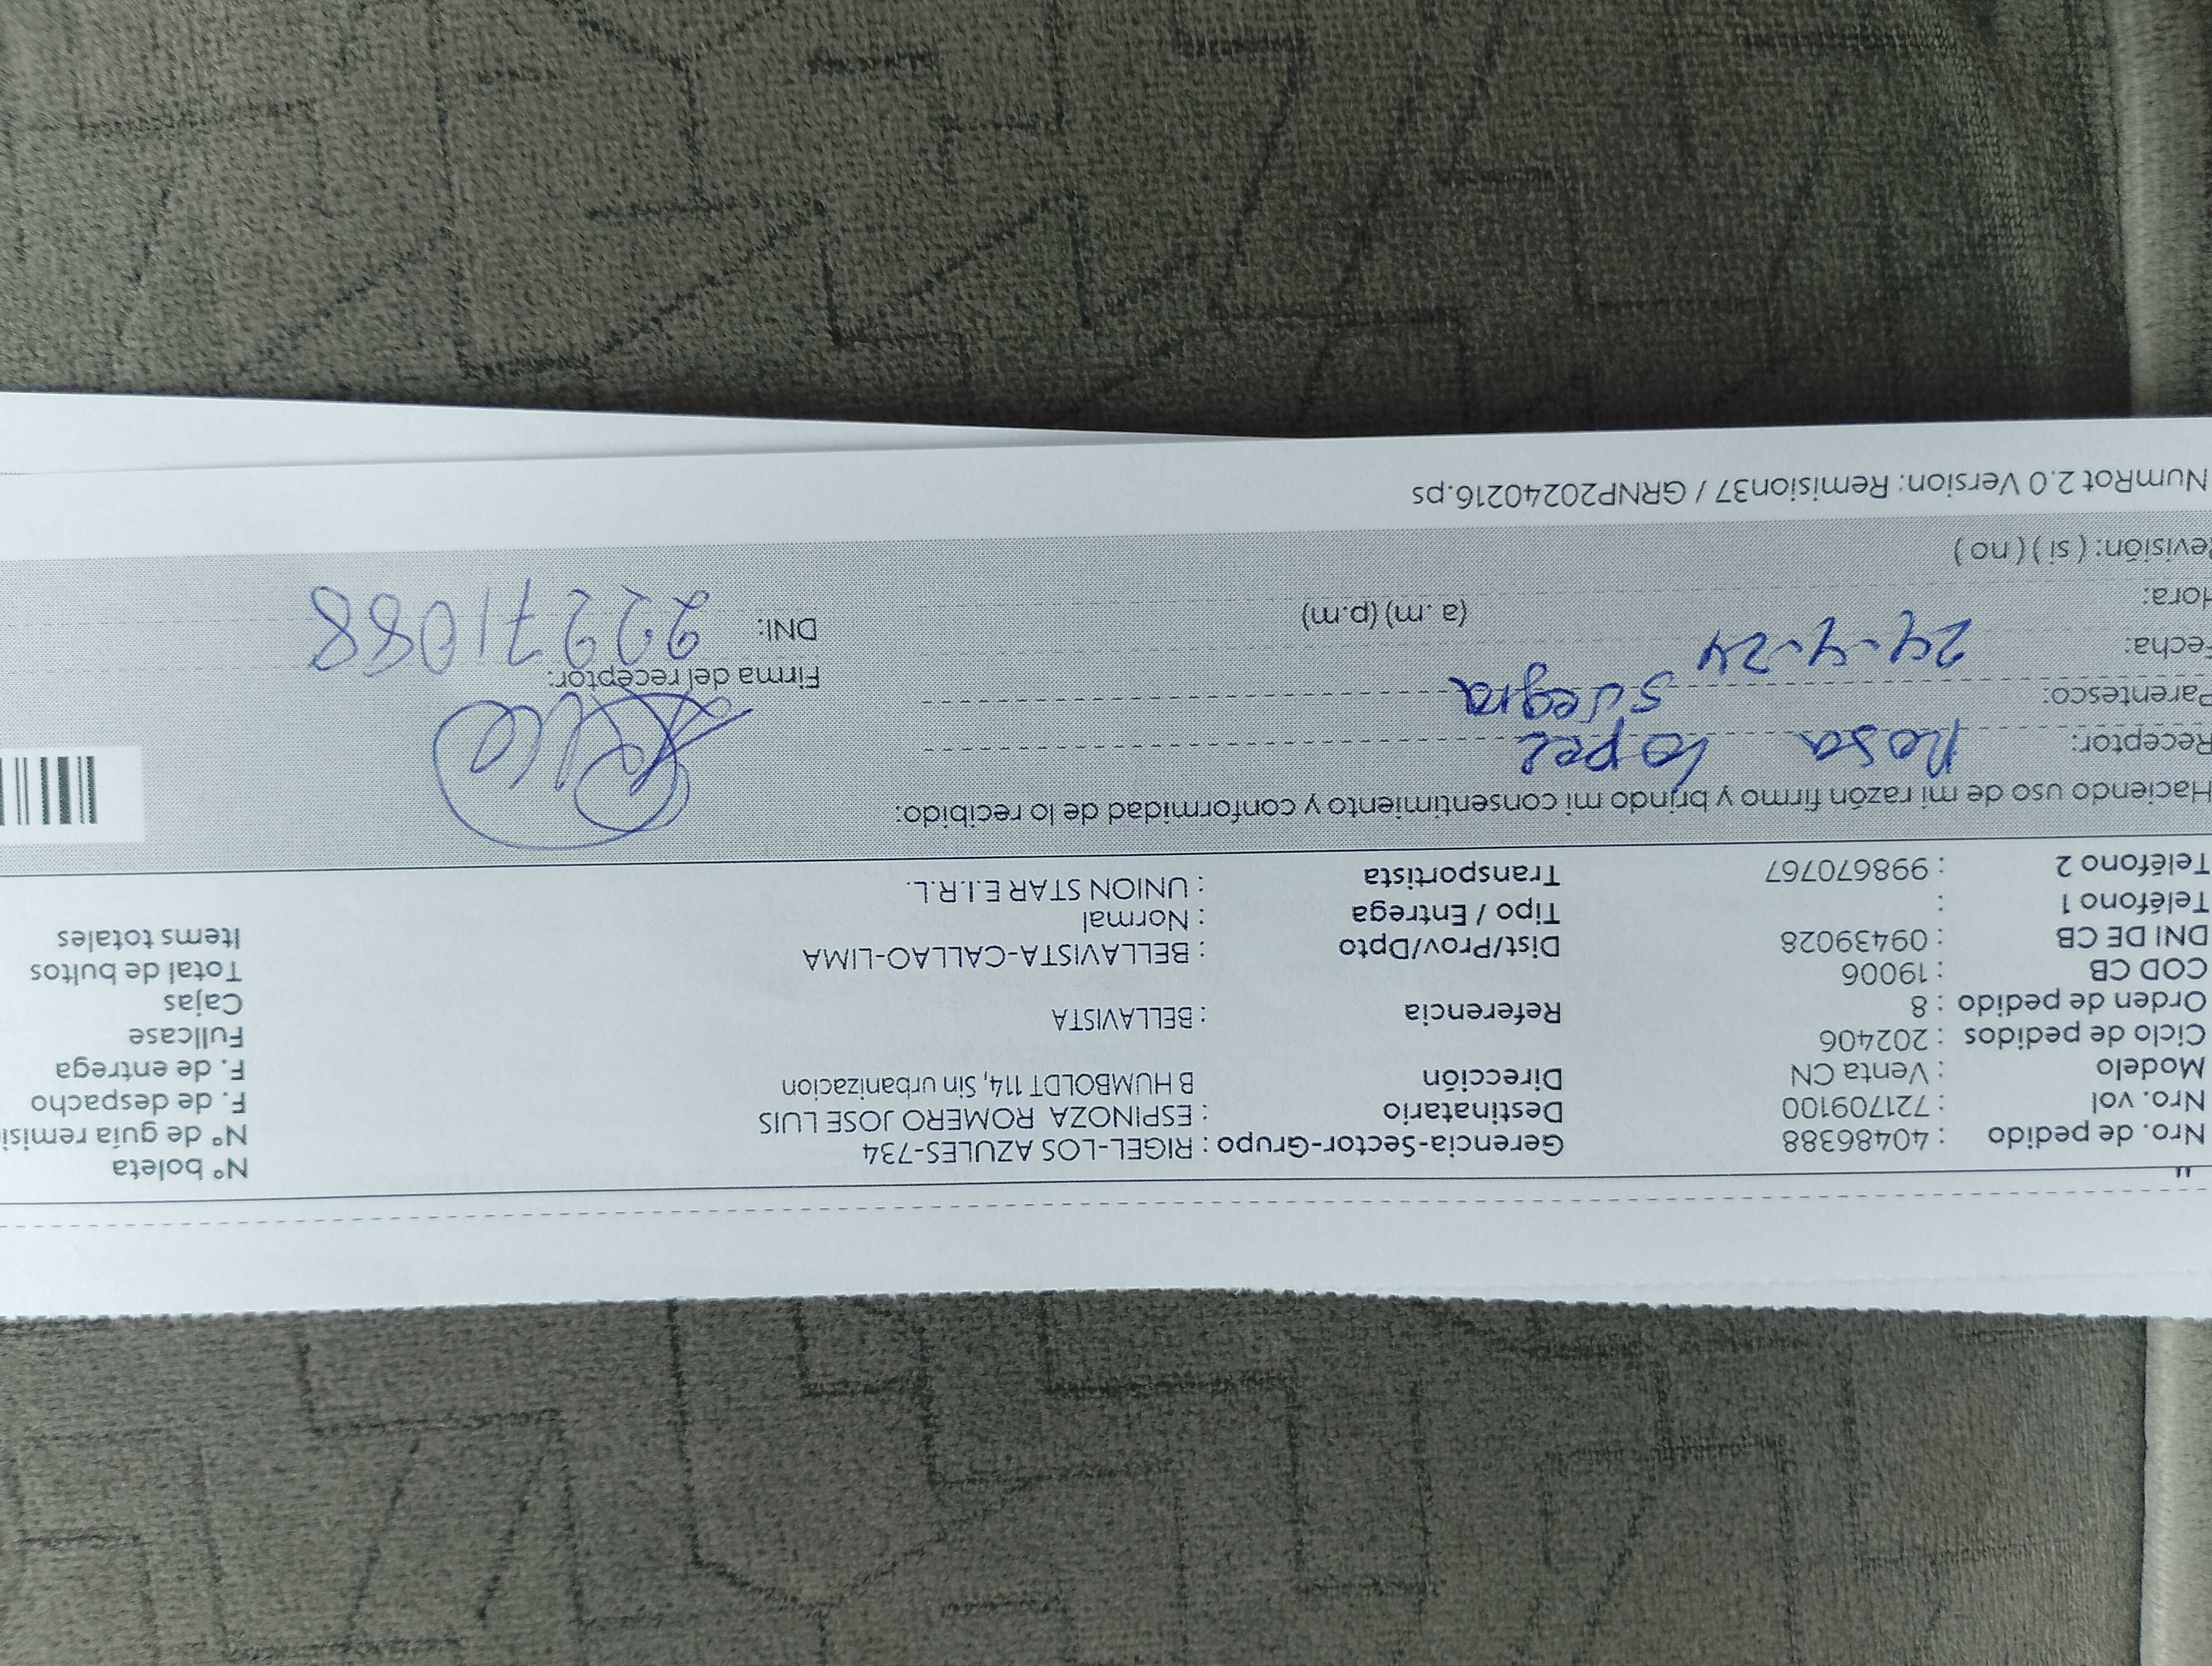 Nro. de pedido : 40486388 Gerencia-Sector-Grupo : RIGEL-LOS AZULES-734 N° boleta
Nro. vol : 721709100 Destinatario : ESPINOZA ROMERO JOSE LUIS N° de guía remisi
Modelo : Venta CN Dirección B HUMBOLDT 114, Sin urbanizacion F. de despacho
Ciclo de pedidos : 202406 F. de entrega
Orden de pedido : 8 Referencia : BELLAVISTA Fullcase
COD CB : 19006 Cajas
DNI DE CB : 09439028 Dist/Prov/Dpto : BELLAVISTA-CALLAO-LIMA Total de bultos
Teléfono 1 : Tipo / Entrega : Normal Items totales
Teléfono 2 : 998670767 Transportista : UNION STAR E.I.R.L.
Haciendo uso de mi razón firmo y brindo mi consentimiento y conformidad de lo recibido:
Receptor: Rosa lopez
Parentesco: Suegra Firma del receptor:
Fecha: 24-4-24 DNI: 22271088
Hora: (a .m) (p.m)
Revisión: ( si ) ( no )
NumRot 2.0 Version: Remision37 / GRNP20240216.ps